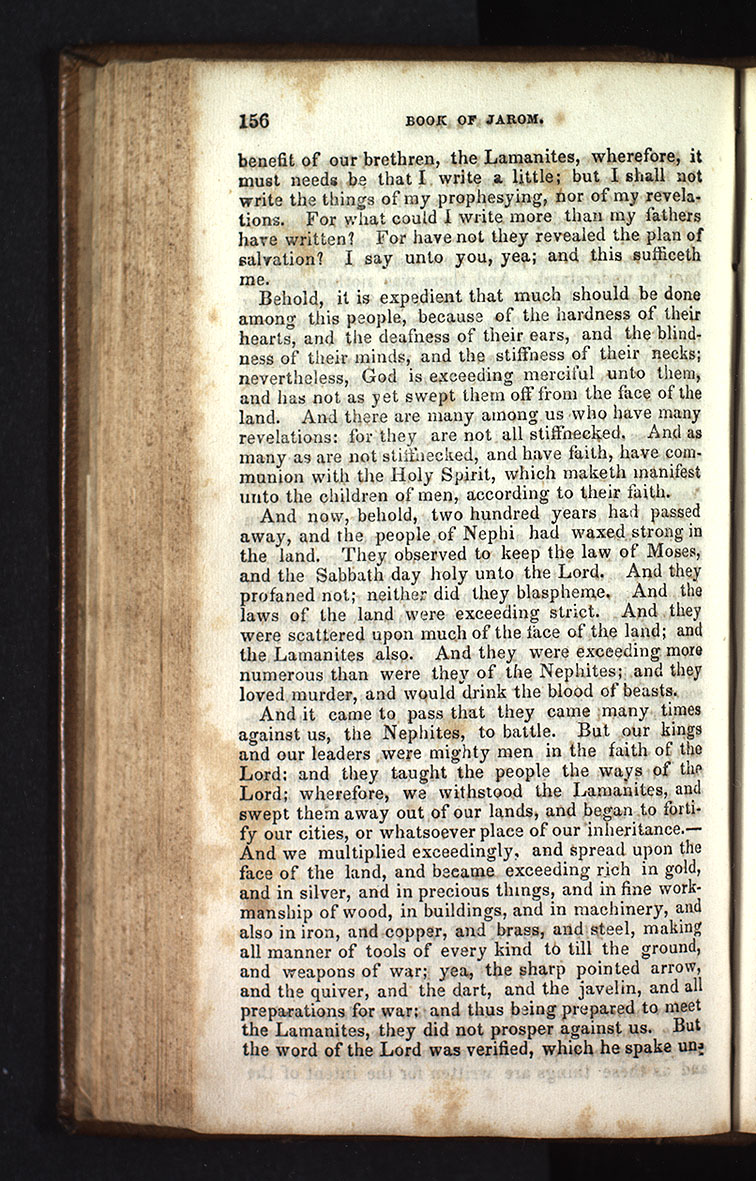 156 BOOK OF JAROM.
benefit of our brethren, the Lamanites, wherefore, it
must needs be that I write a little; but I shall not
write the things of my prophesying, nor of my revela-
tions. For what could I write more than my fathers
have written? For have not they revealed the plan of
salvation? I say unto you, yea; and this sufficeth
me.
Behold, it is expedient that much should be done
among this people, because of the hardness of their
hearts, and the deafness of their ears, and the blind-
ness of their minds, and the stiffness of their necks;
nevertheless, God is exceeding merciful unto them,
and has not as yet swept them off from the face of the
land. And there are many among us who have many
revelations: for they are not all stiffnecked. And as
many as are not stiffnecked, and have faith, have com-
munion with the Holy Spirit, which maketh manifest
unto the children of men, according to their faith.
And now, behold, two hundred years had passed
away, and the people of Nephi had waxed strong in
the land. They observed to keep the law of Moses,
and the Sabbath day holy unto the Lord. And they
profaned not; neither did they blaspheme. And the
laws of the land were exceeding strict. And they
were scattered upon much of the face of the land; and
the Lamanites also. And they were exceeding more
numerous than were they of the Nephites; and they
loved murder, and would drink the blood of beasts.
And it came to pass that they came many times
against us, the Nephites, to battle. But our kings
and our leaders were mighty men in the faith of the
Lord: and they taught the people the ways of the
Lord; wherefore, we withstood the Lamanites, and
swept them away out of our lands, and began to forti-
fy our cities, or whatsoever place of our inheritance.—
And we multiplied exceedingly, and spread upon the
face of the land, and became exceeding rich in gold,
and in silver, and in precious things, and in fine work-
manship of wood, in buildings, and in machinery, and
also in iron, and copper, and brass, and steel, making
all manner of tools of every kind to till the ground,
and weapons of war; yea, the sharp pointed arrow,
and the quiver, and the dart, and the javelin, and all
preparations for war; and thus being prepared to meet
the Lamanites, they did not prosper against us. But
the word of the Lord was verified, which he spake un-